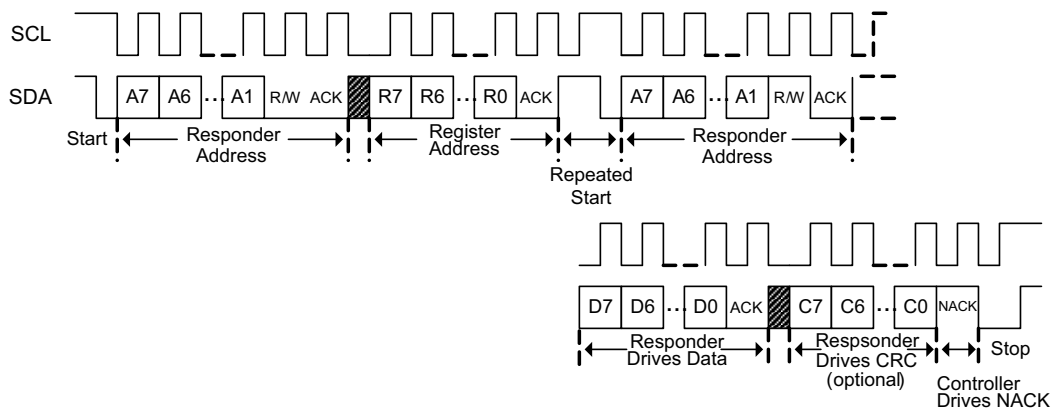 SCL
SDA
A7 A6 ... A1 R/W ACK R7 R6 ... R0 ACK A7 A6 ... A1 R/W ACK
Start
Responder
Address
Register
Address
Repeated
Start
Responder
Address
D7 D6 ... D0 ACK C7 C6 ... C0 NACK
Responder
Drives Data
Respsonder
Drives CRC
(optional)
Stop
Controller
Drives NACK